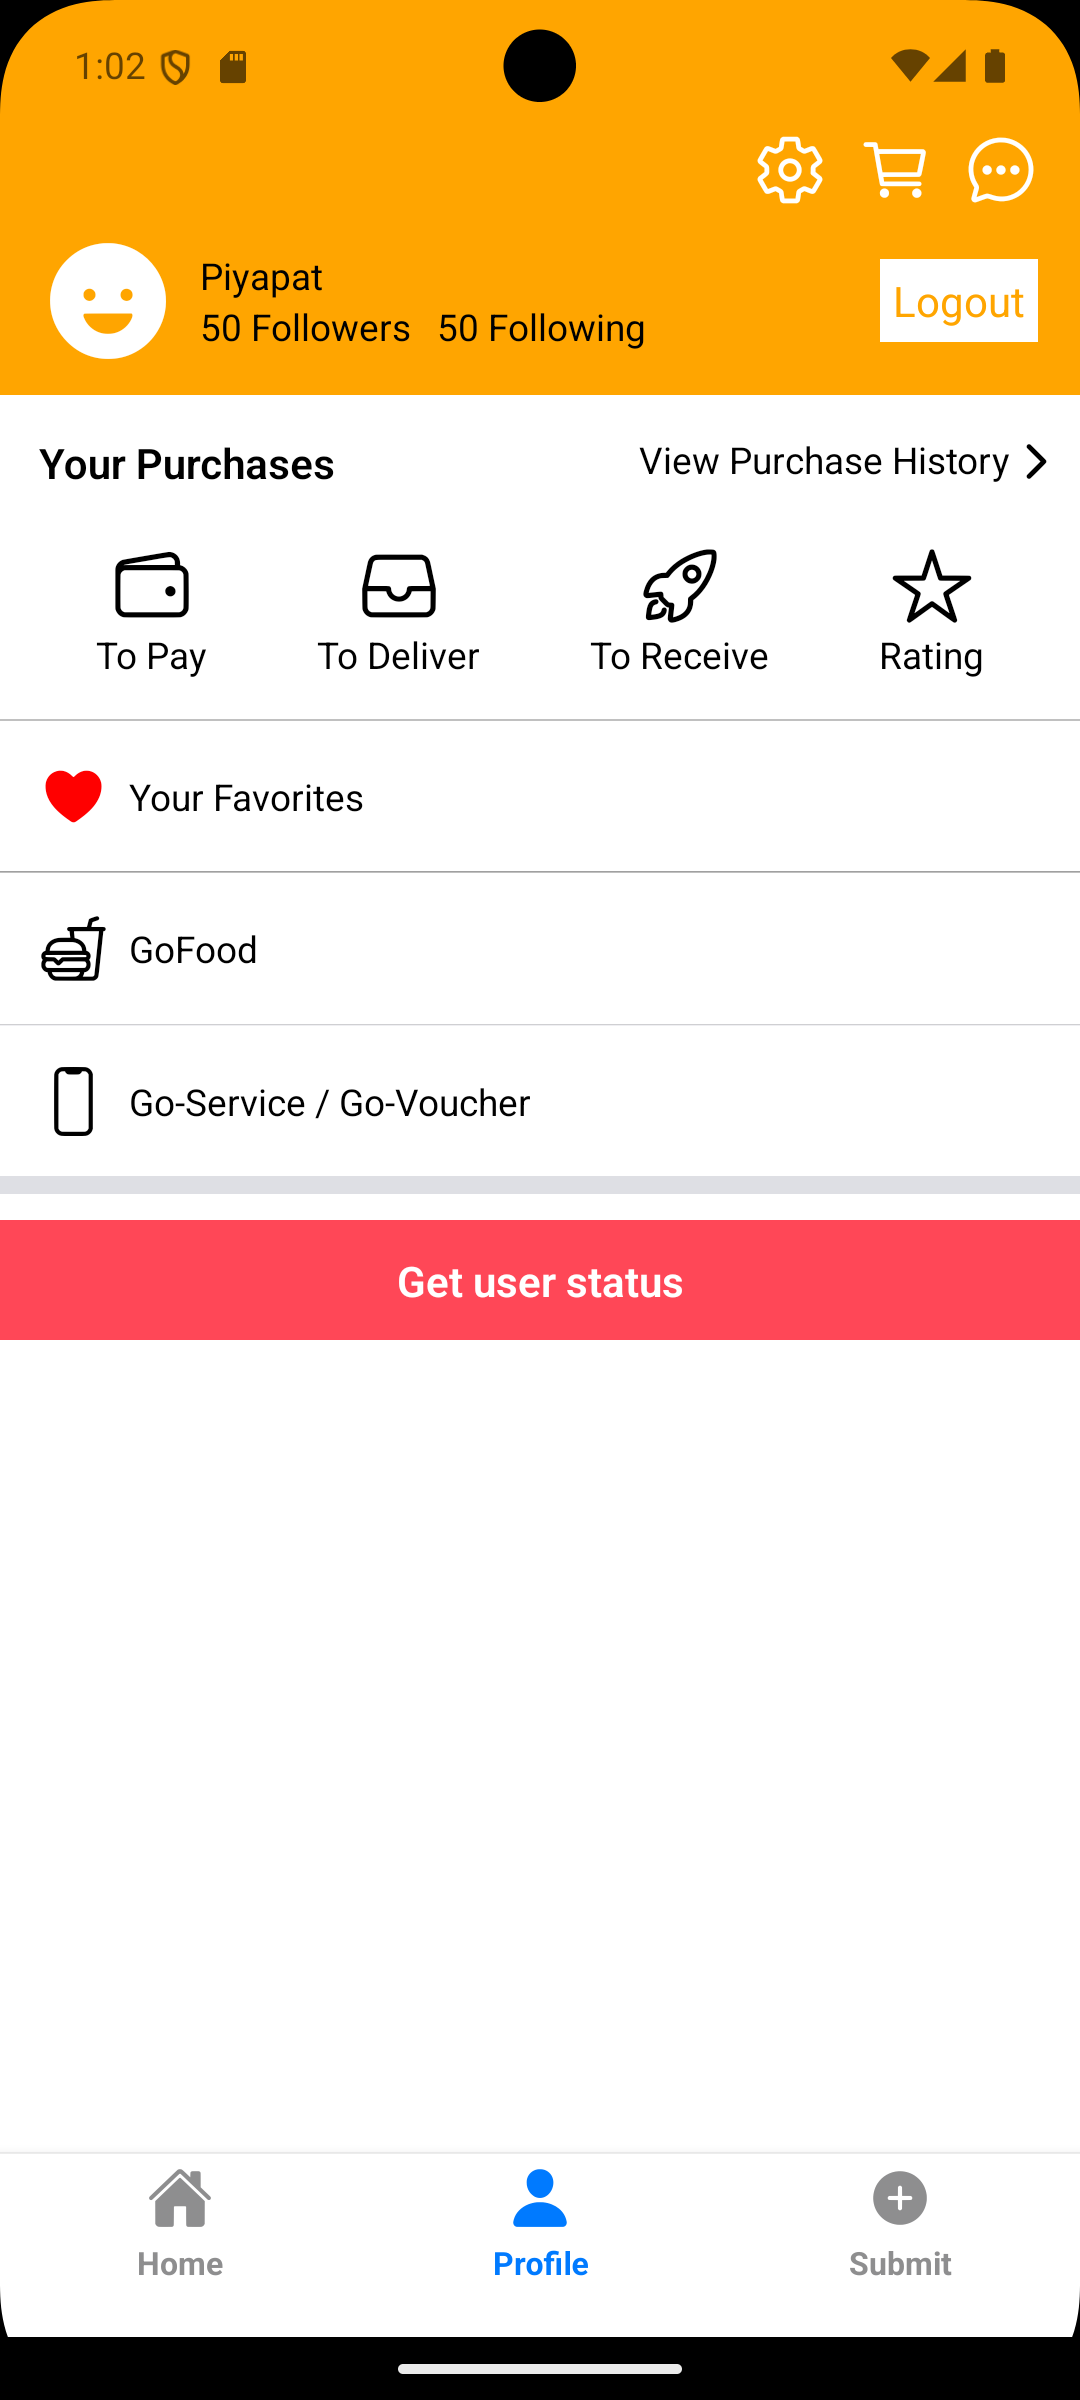 1:02
Piyapat
50 Followers 50 Following
Logout
Your Purchases
View Purchase History
To Pay
To Deliver
To Receive
Rating
Your Favorites
GoFood
Go-Service / Go-Voucher
Get user status
Home
Profile
Submit